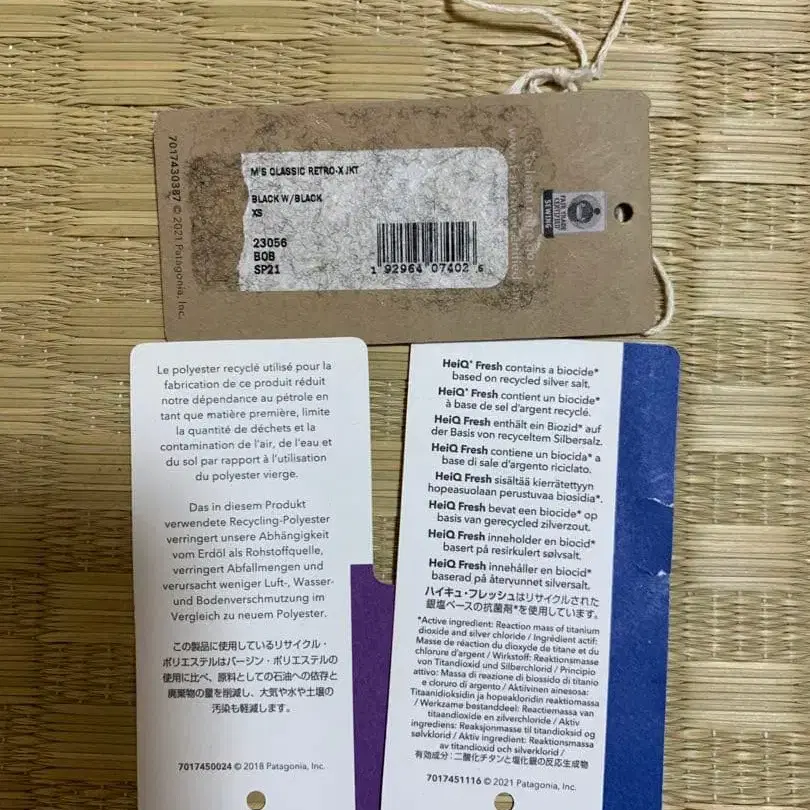 7017430387 © 2021 Patagonia, Inc.
M'S CLASSIC RETRO-X JKT
BLACK W/BLACK
XS
23056
BOB
SP21
1 92964 07402 6
FAIR TRADE
CERTIFIED
SEWING
Le polyester recyclé utilisé pour la
fabrication de ce produit réduit
notre dépendance au pétrole en
tant que matière première, limite
la quantité de déchets et la
contamination de l'air, de l'eau et
du sol par rapport à l'utilisation
du polyester vierge.
Das in diesem Produkt
verwendete Recycling-Polyester
verringert unsere Abhängigkeit
vom Erdöl als Rohstoffquelle,
verringert Abfallmengen und
verursacht weniger Luft-, Wasser-
und Bodenverschmutzung im
Vergleich zu neuem Polyester.
この製品に使用しているリサイクル・
ポリエステルはバージン・ポリエステルの
使用に比べ、原料としての石油への依存と
廃棄物の量を削減し、大気や水や土壌の
汚染も軽減します。
7017450024 © 2018 Patagonia, Inc.
HeiQ® Fresh contains a biocide*
based on recycled silver salt.
HeiQ® Fresh contient un biocide*
à base de sel d'argent recyclé.
HeiQ Fresh enthält ein Biozid* auf
der Basis von recyceltem Silbersalz.
HeiQ Fresh contiene un biocida* a
base di sale d'argento riciclato.
HeiQ Fresh sisältää kierrätettyyn
hopeasuolaan perustuvaa biosidia*.
HeiQ Fresh bevat een biocide* op
basis van gerecycled zilverzout.
HeiQ Fresh inneholder en biocid*
basert på resirkulert sølvsalt.
HeiQ Fresh innehåller en biocid*
baserad på återvunnet silversalt.
ハイキュ・フレッシュはリサイクルされた
銀塩ベースの抗菌剤*を使用しています。
*Active ingredient: Reaction mass of titanium
dioxide and silver chloride / Ingrédient actif:
Masse de réaction du dioxyde de titane et du
chlorure d'argent / Wirkstoff: Reaktionsmasse
von Titandioxid und Silberchlorid / Principio
attivo: Massa di reazione di biossido di titanio
e cloruro di argento / Aktiivinen ainesosa:
Titaanidioksidin ja hopeakloridin reaktiomassa
/ Werkzame bestanddeel: Reactiemassa van
titaandioxide en zilverchloride / Aktiv
ingrediens: Reaksjonmasse til titandioksid og
sølvklorid / Aktiv ingredient: Reaktionsmassa
av titandioxid och silverklorid /
有効成分：二酸化チタンと塩化銀の反応生成物
7017451116 © 2021 Patagonia, Inc.